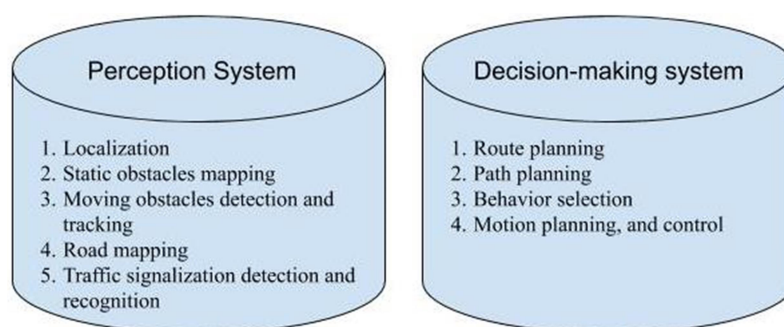 Perception System
1. Localization
2. Static obstacles mapping
3. Moving obstacles detection and
tracking
4. Road mapping
5. Traffic signalization detection and
recognition
Decision-making system
1. Route planning
2. Path planning
3. Behavior selection
4. Motion planning, and control